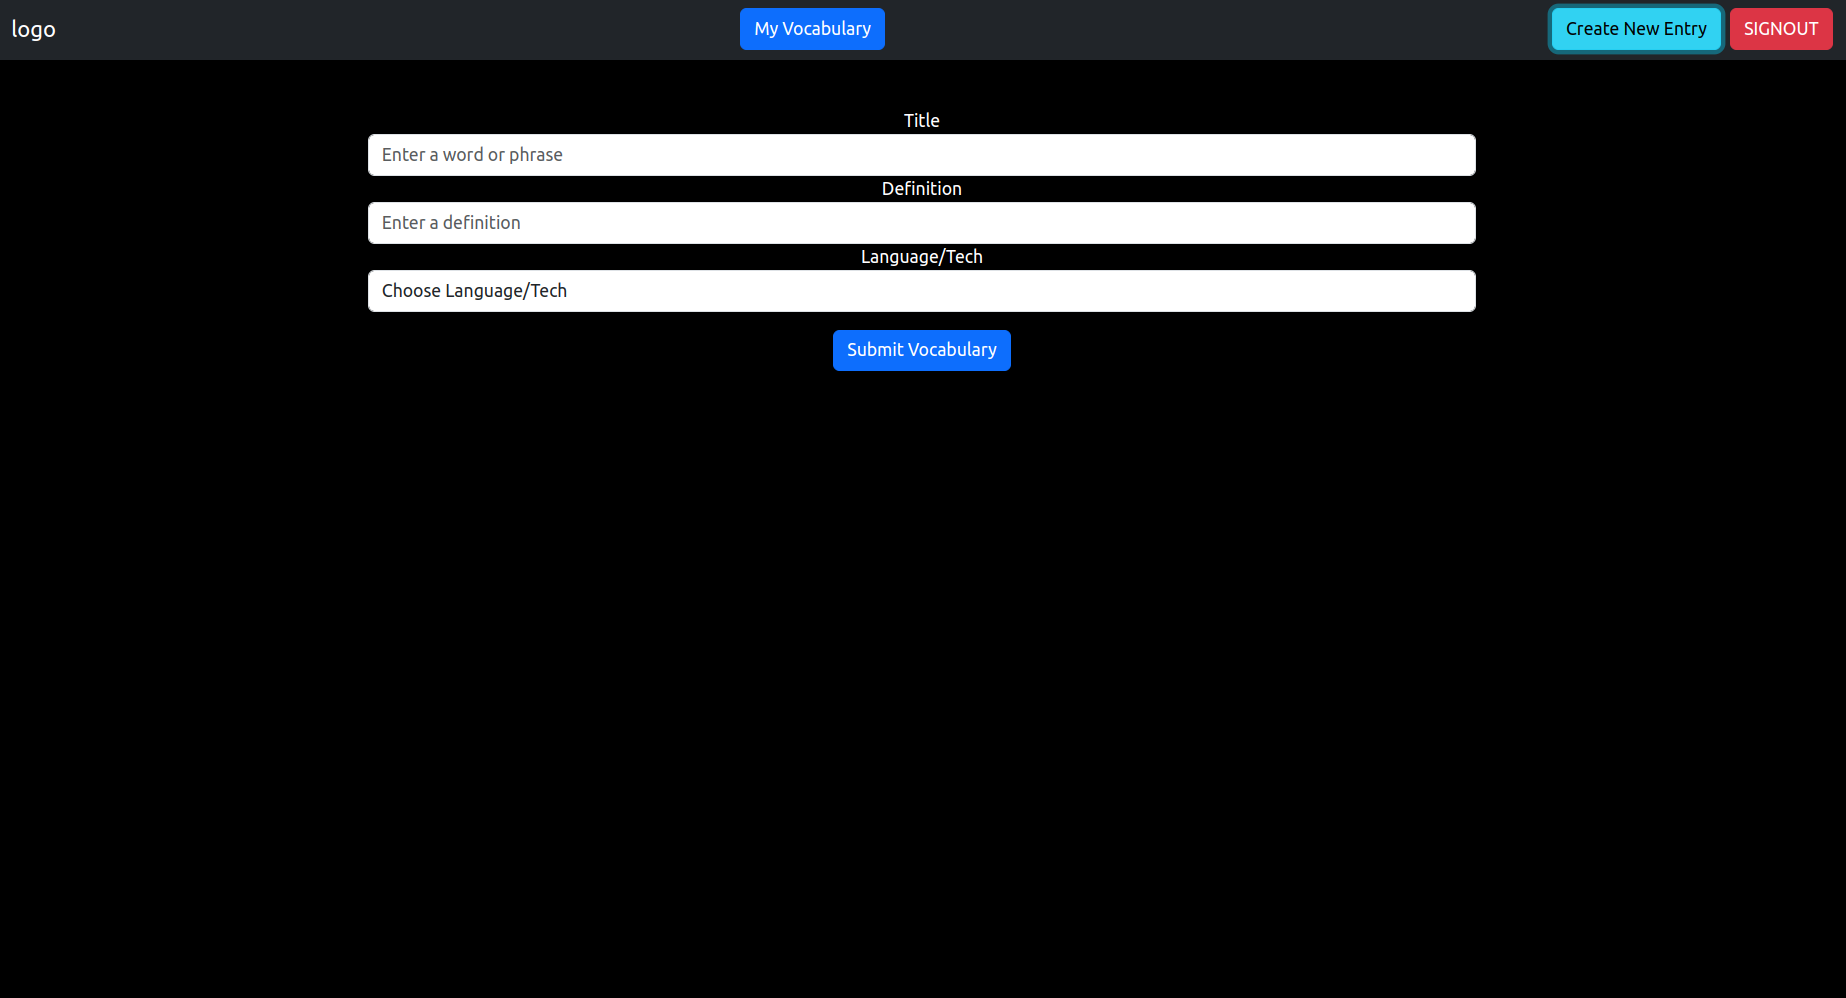 logo
My Vocabulary
Create New Entry
SIGNOUT
Title
Enter a word or phrase
Definition
Enter a definition
Language/Tech
Choose Language/Tech
Submit Vocabulary